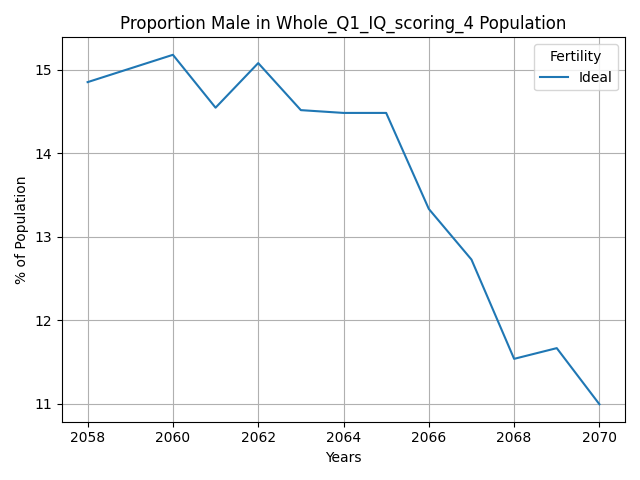 Proportion Male in Whole_Q1_IQ_scoring_4 Population
Fertility
Ideal
% of Population
15
14
13
12
11
2058 2060 2062 2064 2066 2068 2070
Years